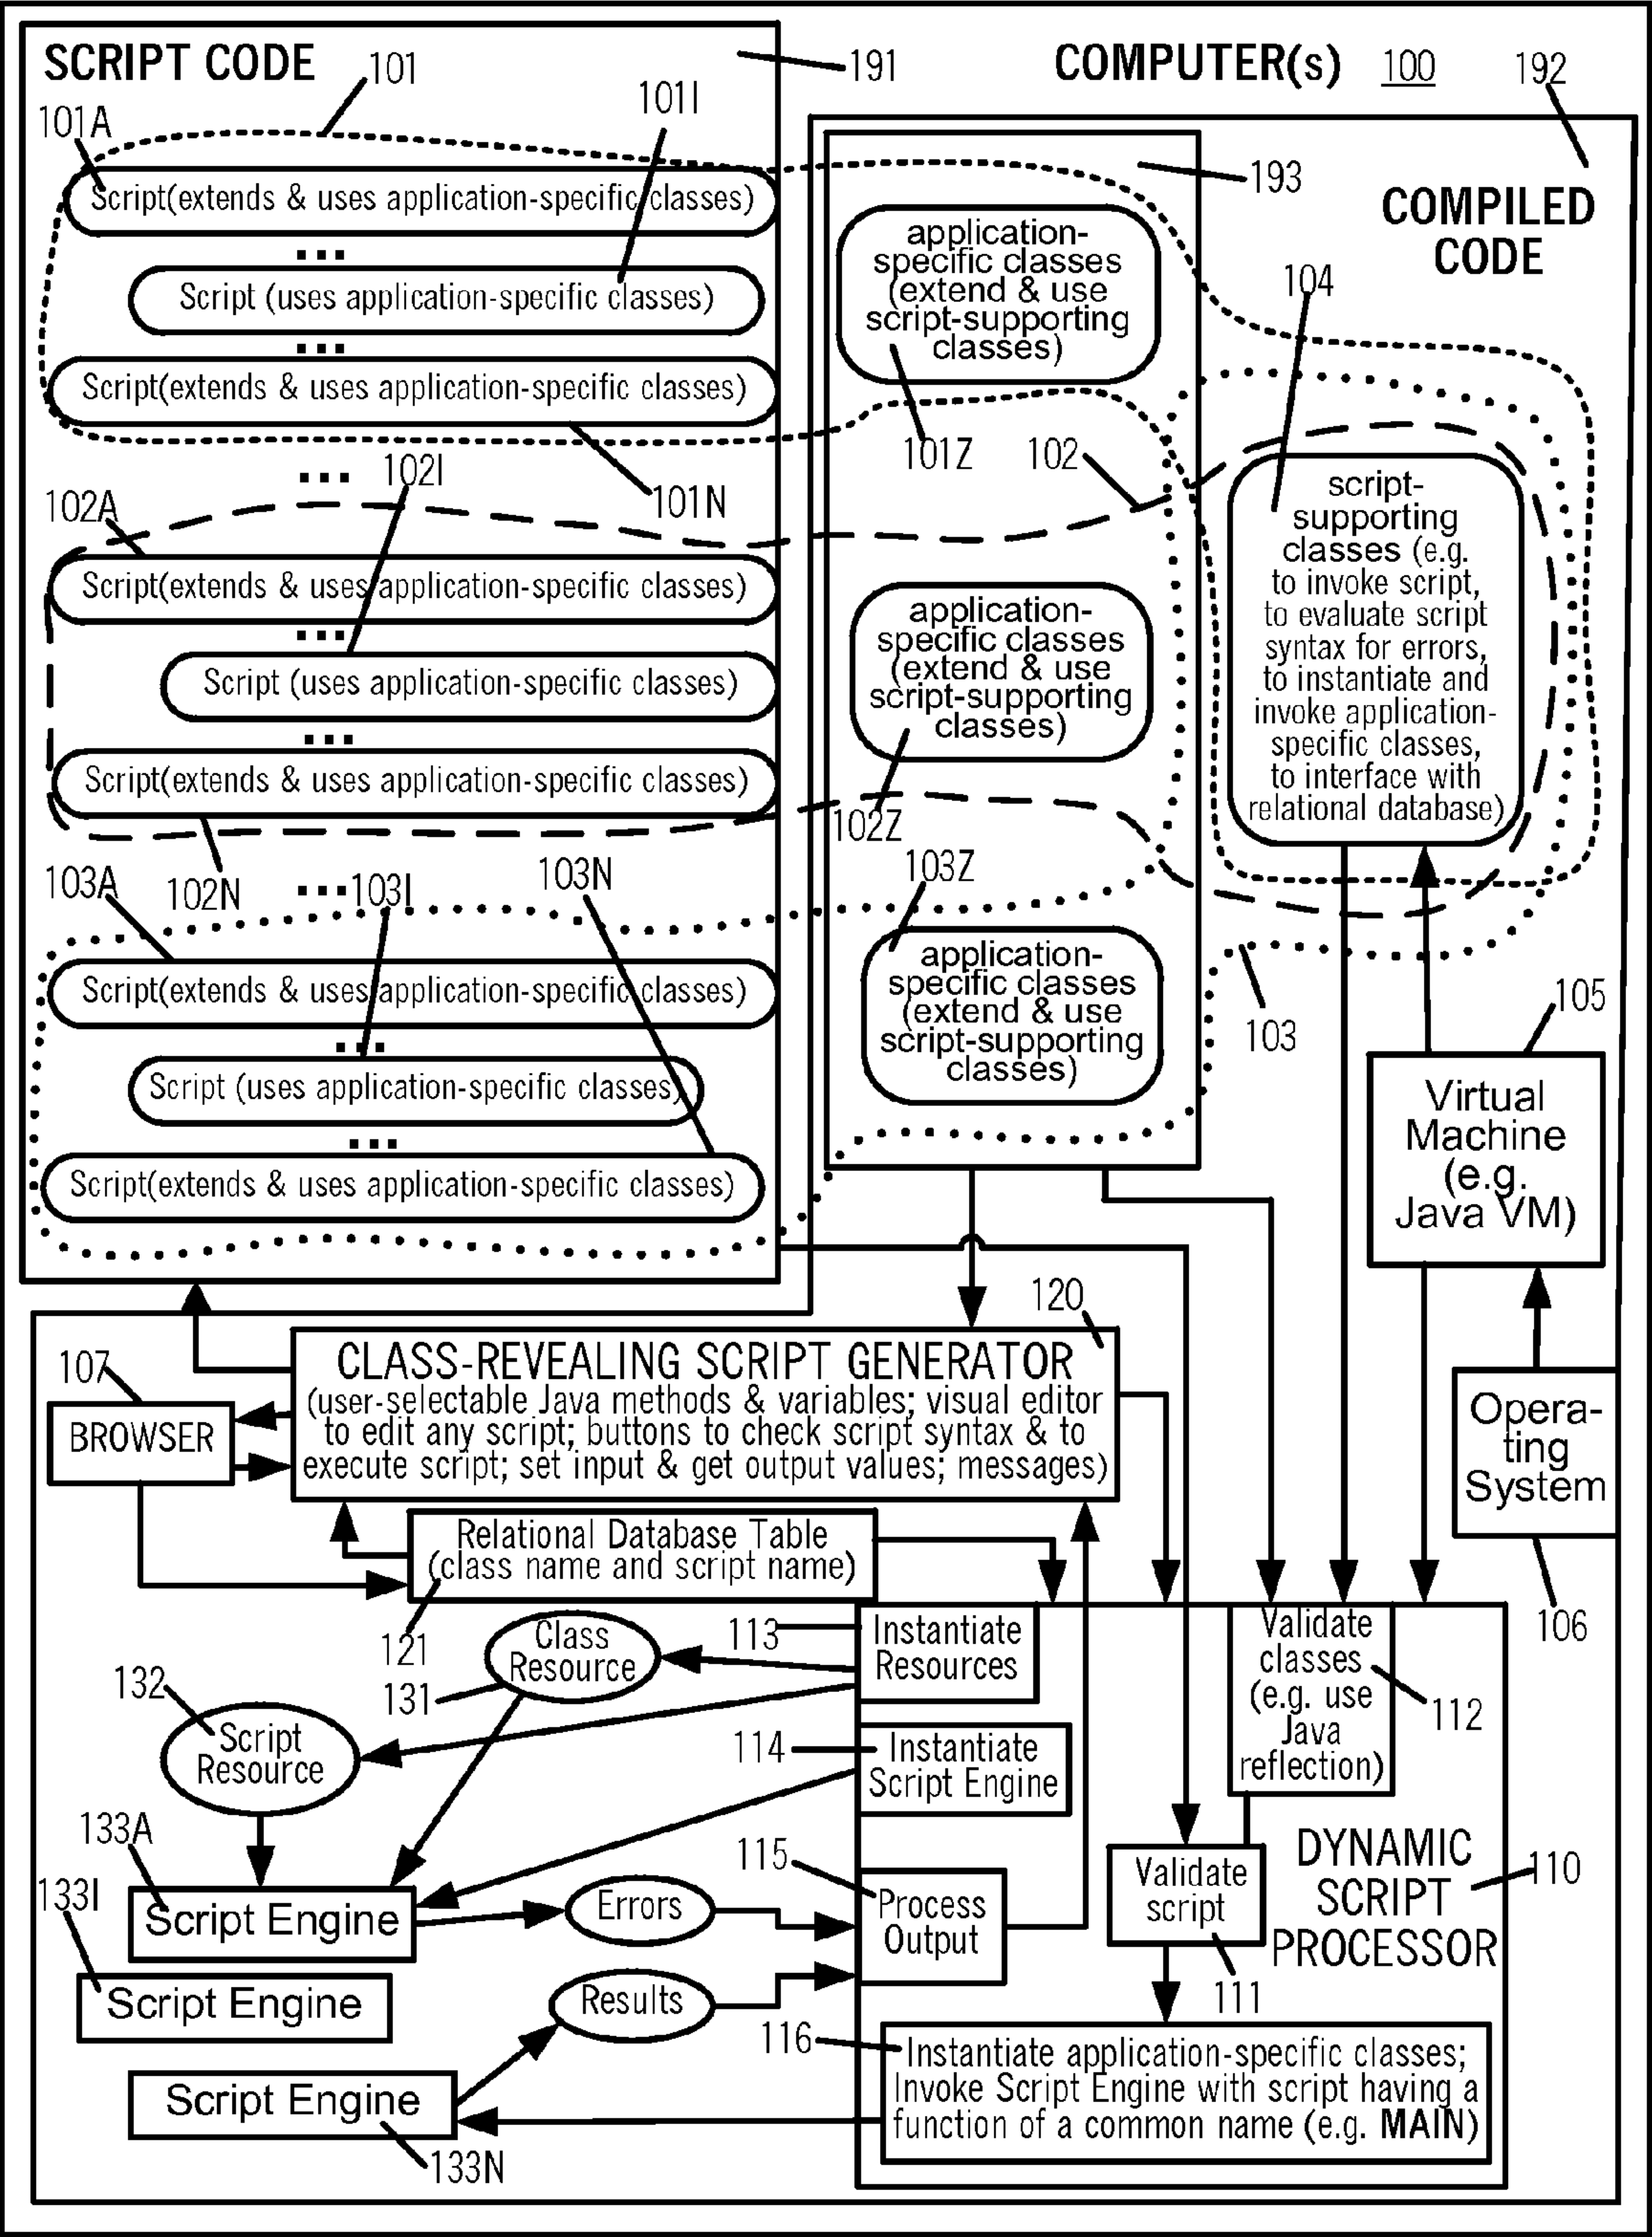 SCRIPT CODE
101
191
COMPUTER(s) 100
192
101A
101I
Script(extends & uses application-specific classes)
...
Script (uses application-specific classes)
...
Script(extends & uses application-specific classes)
...
101N
193
COMPILED
CODE
application-
specific classes
(extend & use
script-supporting
classes)
101Z
102
104
script-
supporting
classes (e.g.
to invoke script,
to evaluate script
syntax for errors,
to instantiate and
invoke application-
specific classes,
to interface with
relational database)
102I
102A
Script(extends & uses application-specific classes)
...
Script (uses application-specific classes)
...
Script(extends & uses application-specific classes)
102N
application-
specific classes
(extend & use
script-supporting
classes)
102Z
103A
...
103I
103N
Script(extends & uses application-specific classes)
...
Script (uses application-specific classes)
...
Script(extends & uses application-specific classes)
103Z
application-
specific classes
(extend & use
script-supporting
classes)
103
105
Virtual
Machine
(e.g.
Java VM)
120
CLASS-REVEALING SCRIPT GENERATOR
(user-selectable Java methods & variables; visual editor
to edit any script; buttons to check script syntax & to
execute script; set input & get output values; messages)
107
BROWSER
Opera-
ting
System
106
Relational Database Table
(class name and script name)
121
Class
Resource
131
113
Instantiate
Resources
Validate
classes
(e.g. use
Java
reflection)
112
132
Script
Resource
114
Instantiate
Script Engine
133A
Script Engine
133I
Script Engine
Errors
115
Process
Output
Validate
script
111
DYNAMIC
SCRIPT
PROCESSOR
110
Results
116
Instantiate application-specific classes;
Invoke Script Engine with script having a
function of a common name (e.g. MAIN)
Script Engine
133N